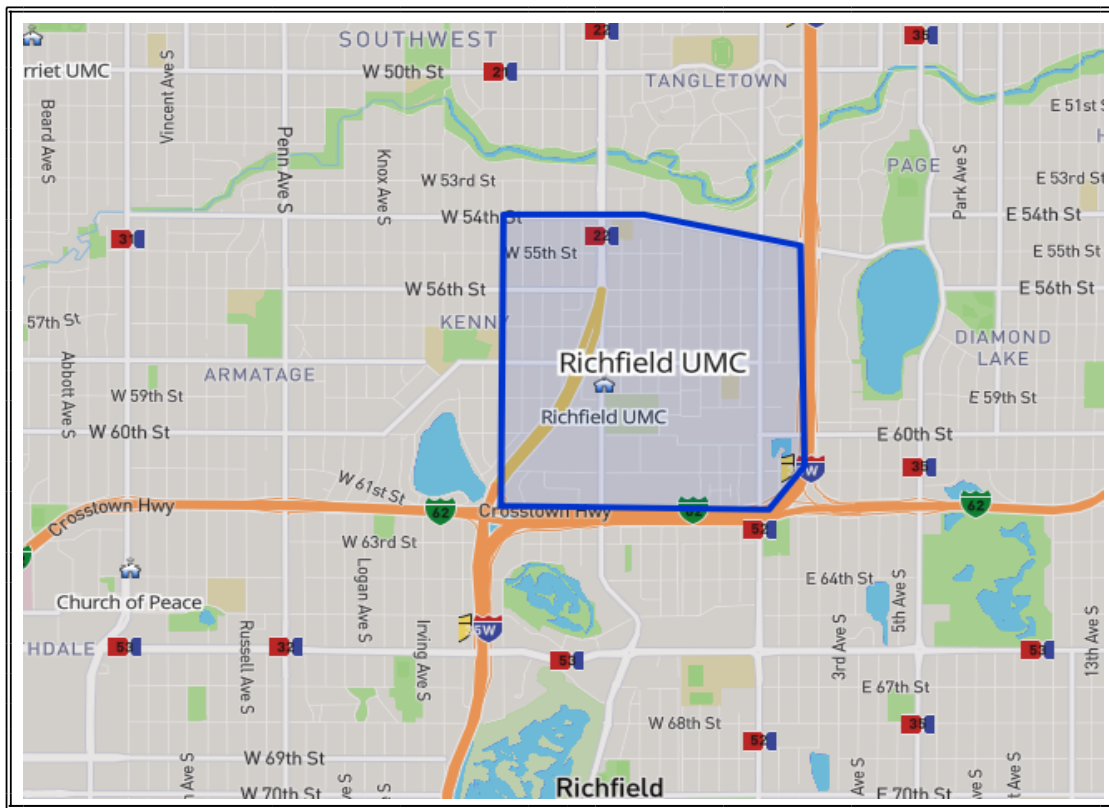 SOUTHWEST
22
35
rriet UMC
W 50th St
21
TANGLETOWN
Vincent Ave S
Beard Ave S
E 51st S
Penn Ave S
Knox Ave S
PAGE
Park Ave S
W 53rd St
E 53rd St
W 54th St
E 54th St
31
22
W 55th St
E 55th St
W 56th St
E 56th St
57th St
KENNY
DIAMOND
LAKE
Richfield UMC
Abbott Ave S
ARMATAGE
W 59th St
E 59th St
Richfield UMC
W 60th St
E 60th St
35
W
W 61st St
Crosstown Hwy
62
Crosstown Hwy
62
62
52
W 63rd St
Logan Ave S
E 64th St
5th Ave S
Church of Peace
Russell Ave S
Irving Ave S
35W
3rd Ave S
13th Ave S
THDALE
53
32
53
53
E 67th St
W 68th St
35
52
W 69th St
Richfield
W 70th St
n Ave S
Ave S
Ave S
t Ave S
E 70th St